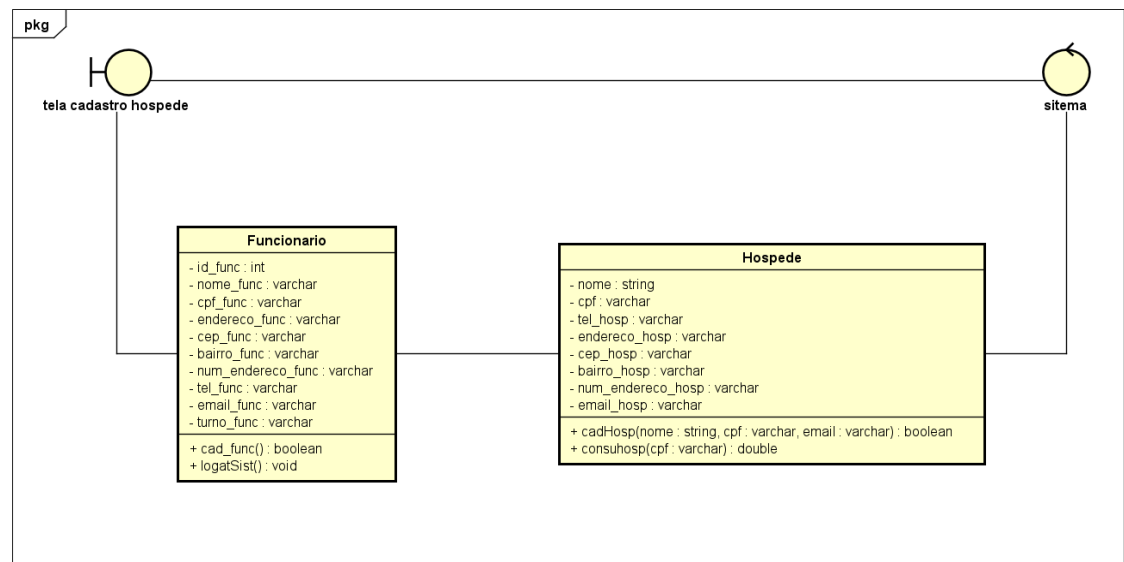 pkg
tela cadastro hospede
sitema
Funcionario
- id_func : int
- nome_func : varchar
- cpf_func : varchar
- endereco_func : varchar
- cep_func : varchar
- bairro_func : varchar
- num_endereco_func : varchar
- tel_func : varchar
- email_func : varchar
- turno_func : varchar
+ cad_func() : boolean
+ logatSist() : void
Hospede
- nome : string
- cpf : varchar
- tel_hosp : varchar
- endereco_hosp : varchar
- cep_hosp : varchar
- bairro_hosp : varchar
- num_endereco_hosp : varchar
- email_hosp : varchar
+ cadHosp(nome : string, cpf : varchar, email : varchar) : boolean
+ consuhosp(cpf : varchar) : double